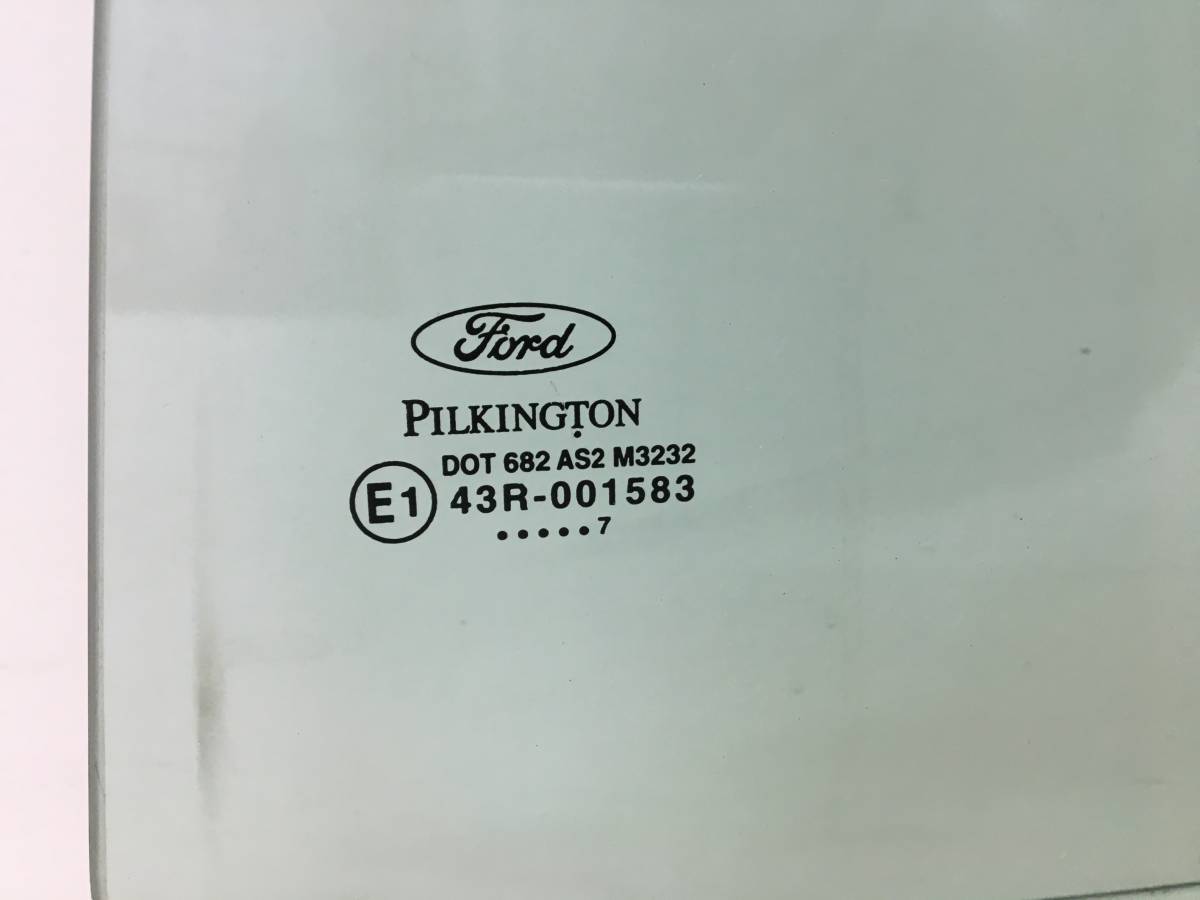 Ford
PILKINGTON
DOT 682 AS2 M3232
E1 43R-001583
.....7